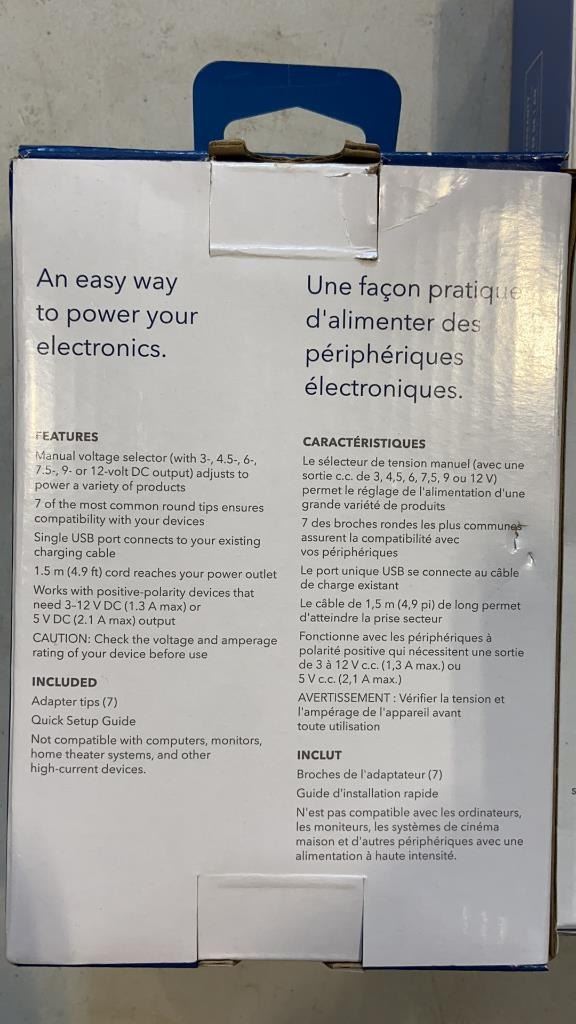 An easy way
to power your
electronics.
FEATURES
Manual voltage selector (with 3-, 4.5-, 6-,
7.5-, 9- or 12-volt DC output) adjusts to
power a variety of products
7 of the most common round tips ensures
compatibility with your devices
Single USB port connects to your existing
charging cable
1.5 m (4.9 ft) cord reaches your power outlet
Works with positive-polarity devices that
need 3–12 V DC (1.3 A max) or
5 V DC (2.1 A max) output
CAUTION: Check the voltage and amperage
rating of your device before use
INCLUDED
Adapter tips (7)
Quick Setup Guide
Not compatible with computers, monitors,
home theater systems, and other
high-current devices.
Une façon pratique
d'alimenter des
périphériques
électroniques.
CARACTÉRISTIQUES
Le sélecteur de tension manuel (avec une
sortie c.c. de 3, 4,5, 6, 7,5, 9 ou 12 V)
permet le réglage de l'alimentation d'une
grande variété de produits
7 des broches rondes les plus communes
assurent la compatibilité avec
vos périphériques
Le port unique USB se connecte au câble
de charge existant
Le câble de 1,5 m (4,9 pi) de long permet
d'atteindre la prise secteur
Fonctionne avec les périphériques à
polarité positive qui nécessitent une sortie
de 3 à 12 V c.c. (1,3 A max.) ou
5 V c.c. (2,1 A max.)
AVERTISSEMENT : Vérifier la tension et
l'ampérage de l'appareil avant
toute utilisation
INCLUT
Broches de l'adaptateur (7)
Guide d'installation rapide
N'est pas compatible avec les ordinateurs,
les moniteurs, les systèmes de cinéma
maison et d'autres périphériques avec une
alimentation à haute intensité.